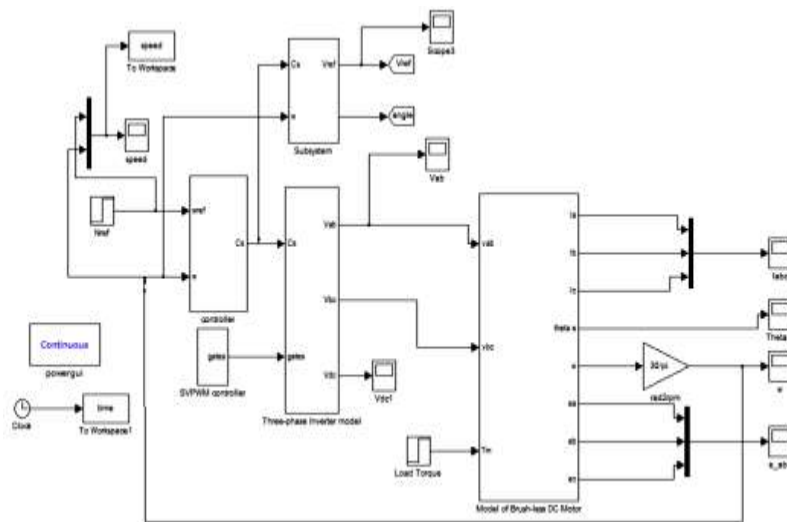 speed
To Workspace
speed
Nref
Cs
n
Vref
Subsystem
Scope3
Vref
angle
Vab
nref
n
Cs
controller
Continuous
powergui
Clock
time
To Workspace1
gates
SVPWM controller
Cs
gates
Vab
Vbc
Vdc
Three-phase Inverter model
Vdc1
Load Torque
vab
vbc
Tm
Ia
Ib
Ic
theta e
ea
eb
ec
Model of Brush-less DC Motor
30/pi
rad2rpm
Iabc
Theta
w
e_ab